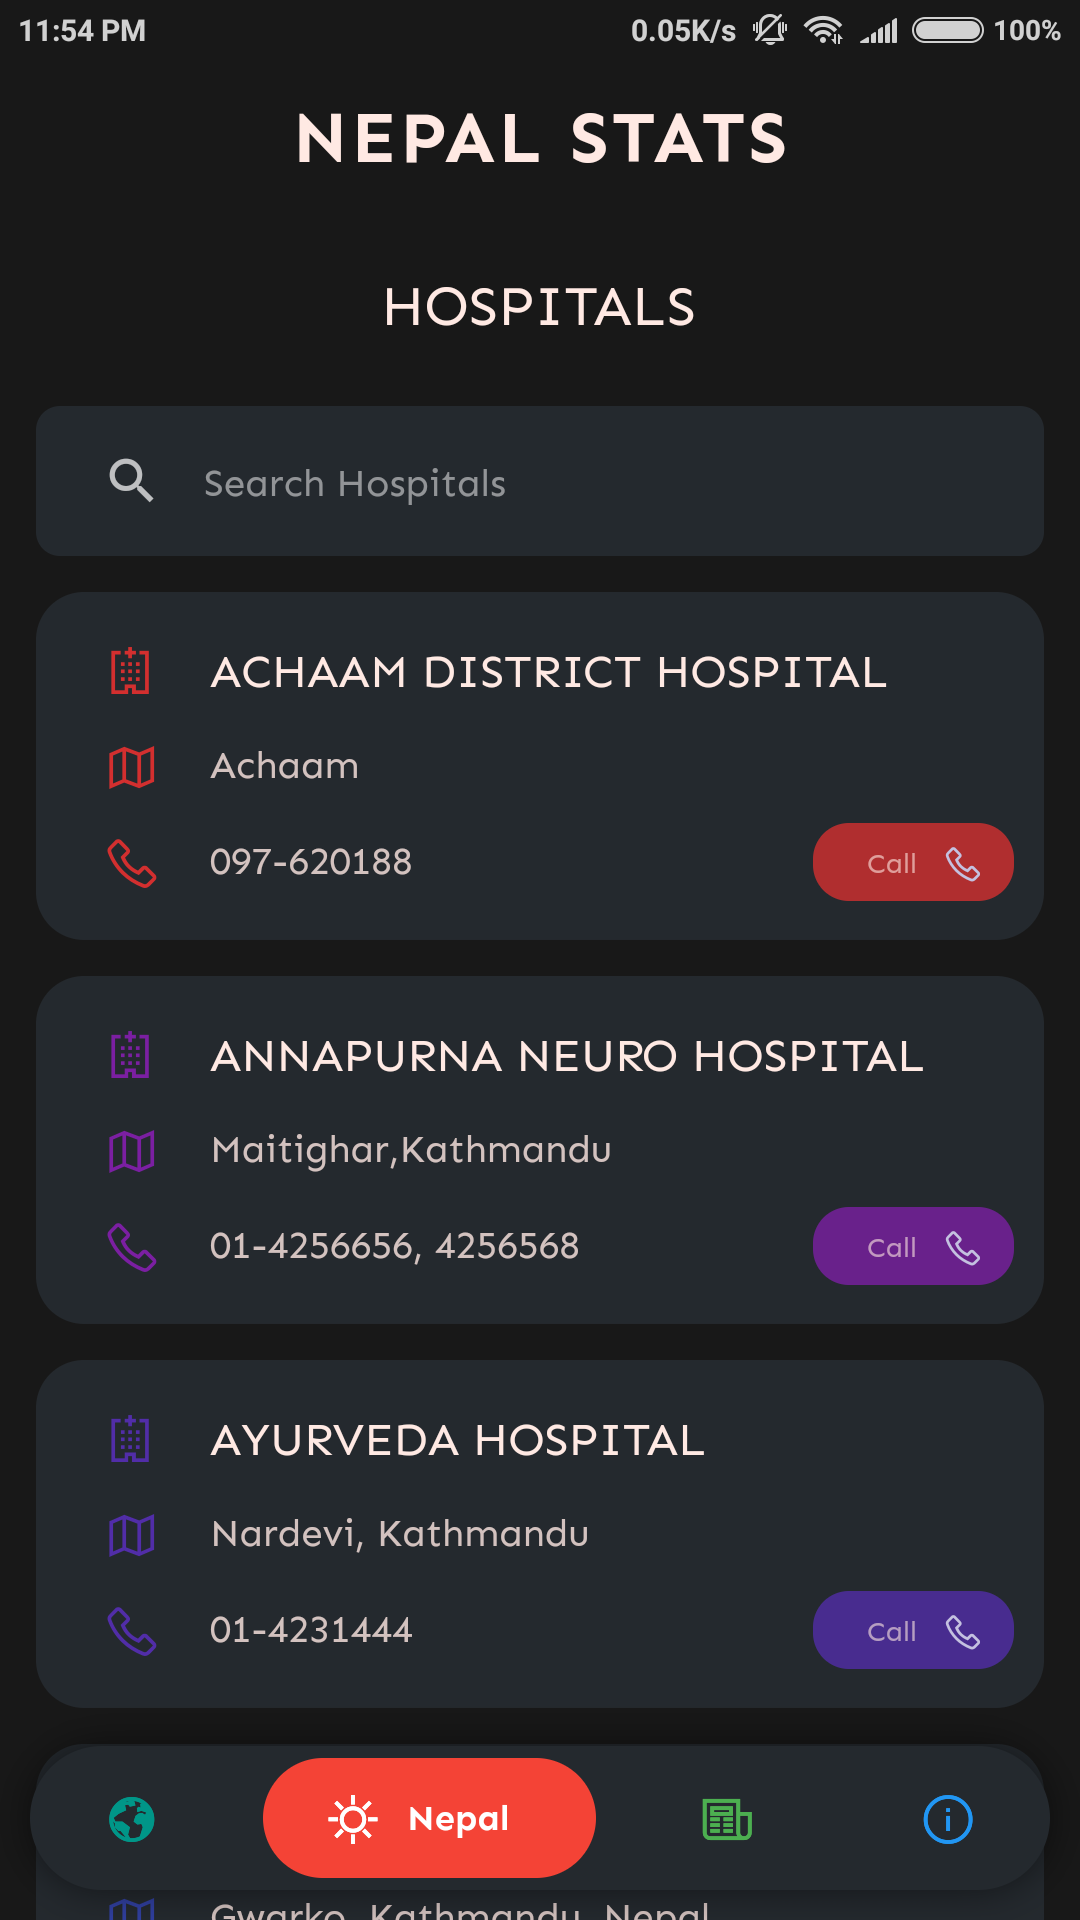 11:54 PM 0.05K/s 100%
NEPAL STATS
HOSPITALS
Search Hospitals
ACHAAM DISTRICT HOSPITAL
Achaam
097-620188 Call
ANNAPURNA NEURO HOSPITAL
Maitighar,Kathmandu
01-4256656, 4256568 Call
AYURVEDA HOSPITAL
Nardevi, Kathmandu
01-4231444 Call
Nepal
Gwarko, Kathmandu, Nepal